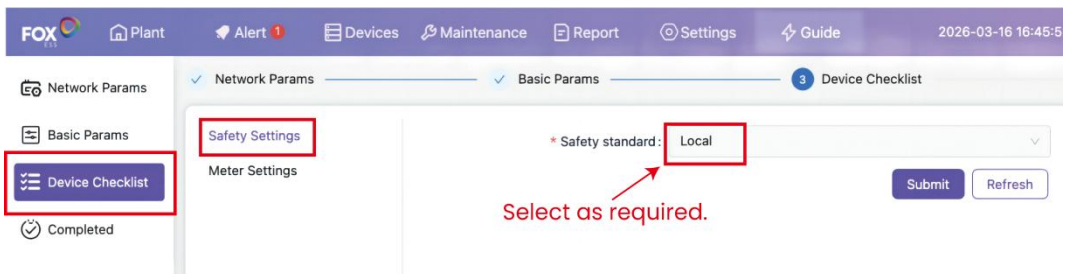 FOX ESS Plant Alert 1 Devices Maintenance Report Settings Guide 2026-03-16 16:45:5
Network Params
Basic Params
Device Checklist
Completed
Network Params Basic Params 3 Device Checklist
Safety Settings
Meter Settings
* Safety standard: Local
Submit Refresh
Select as required.